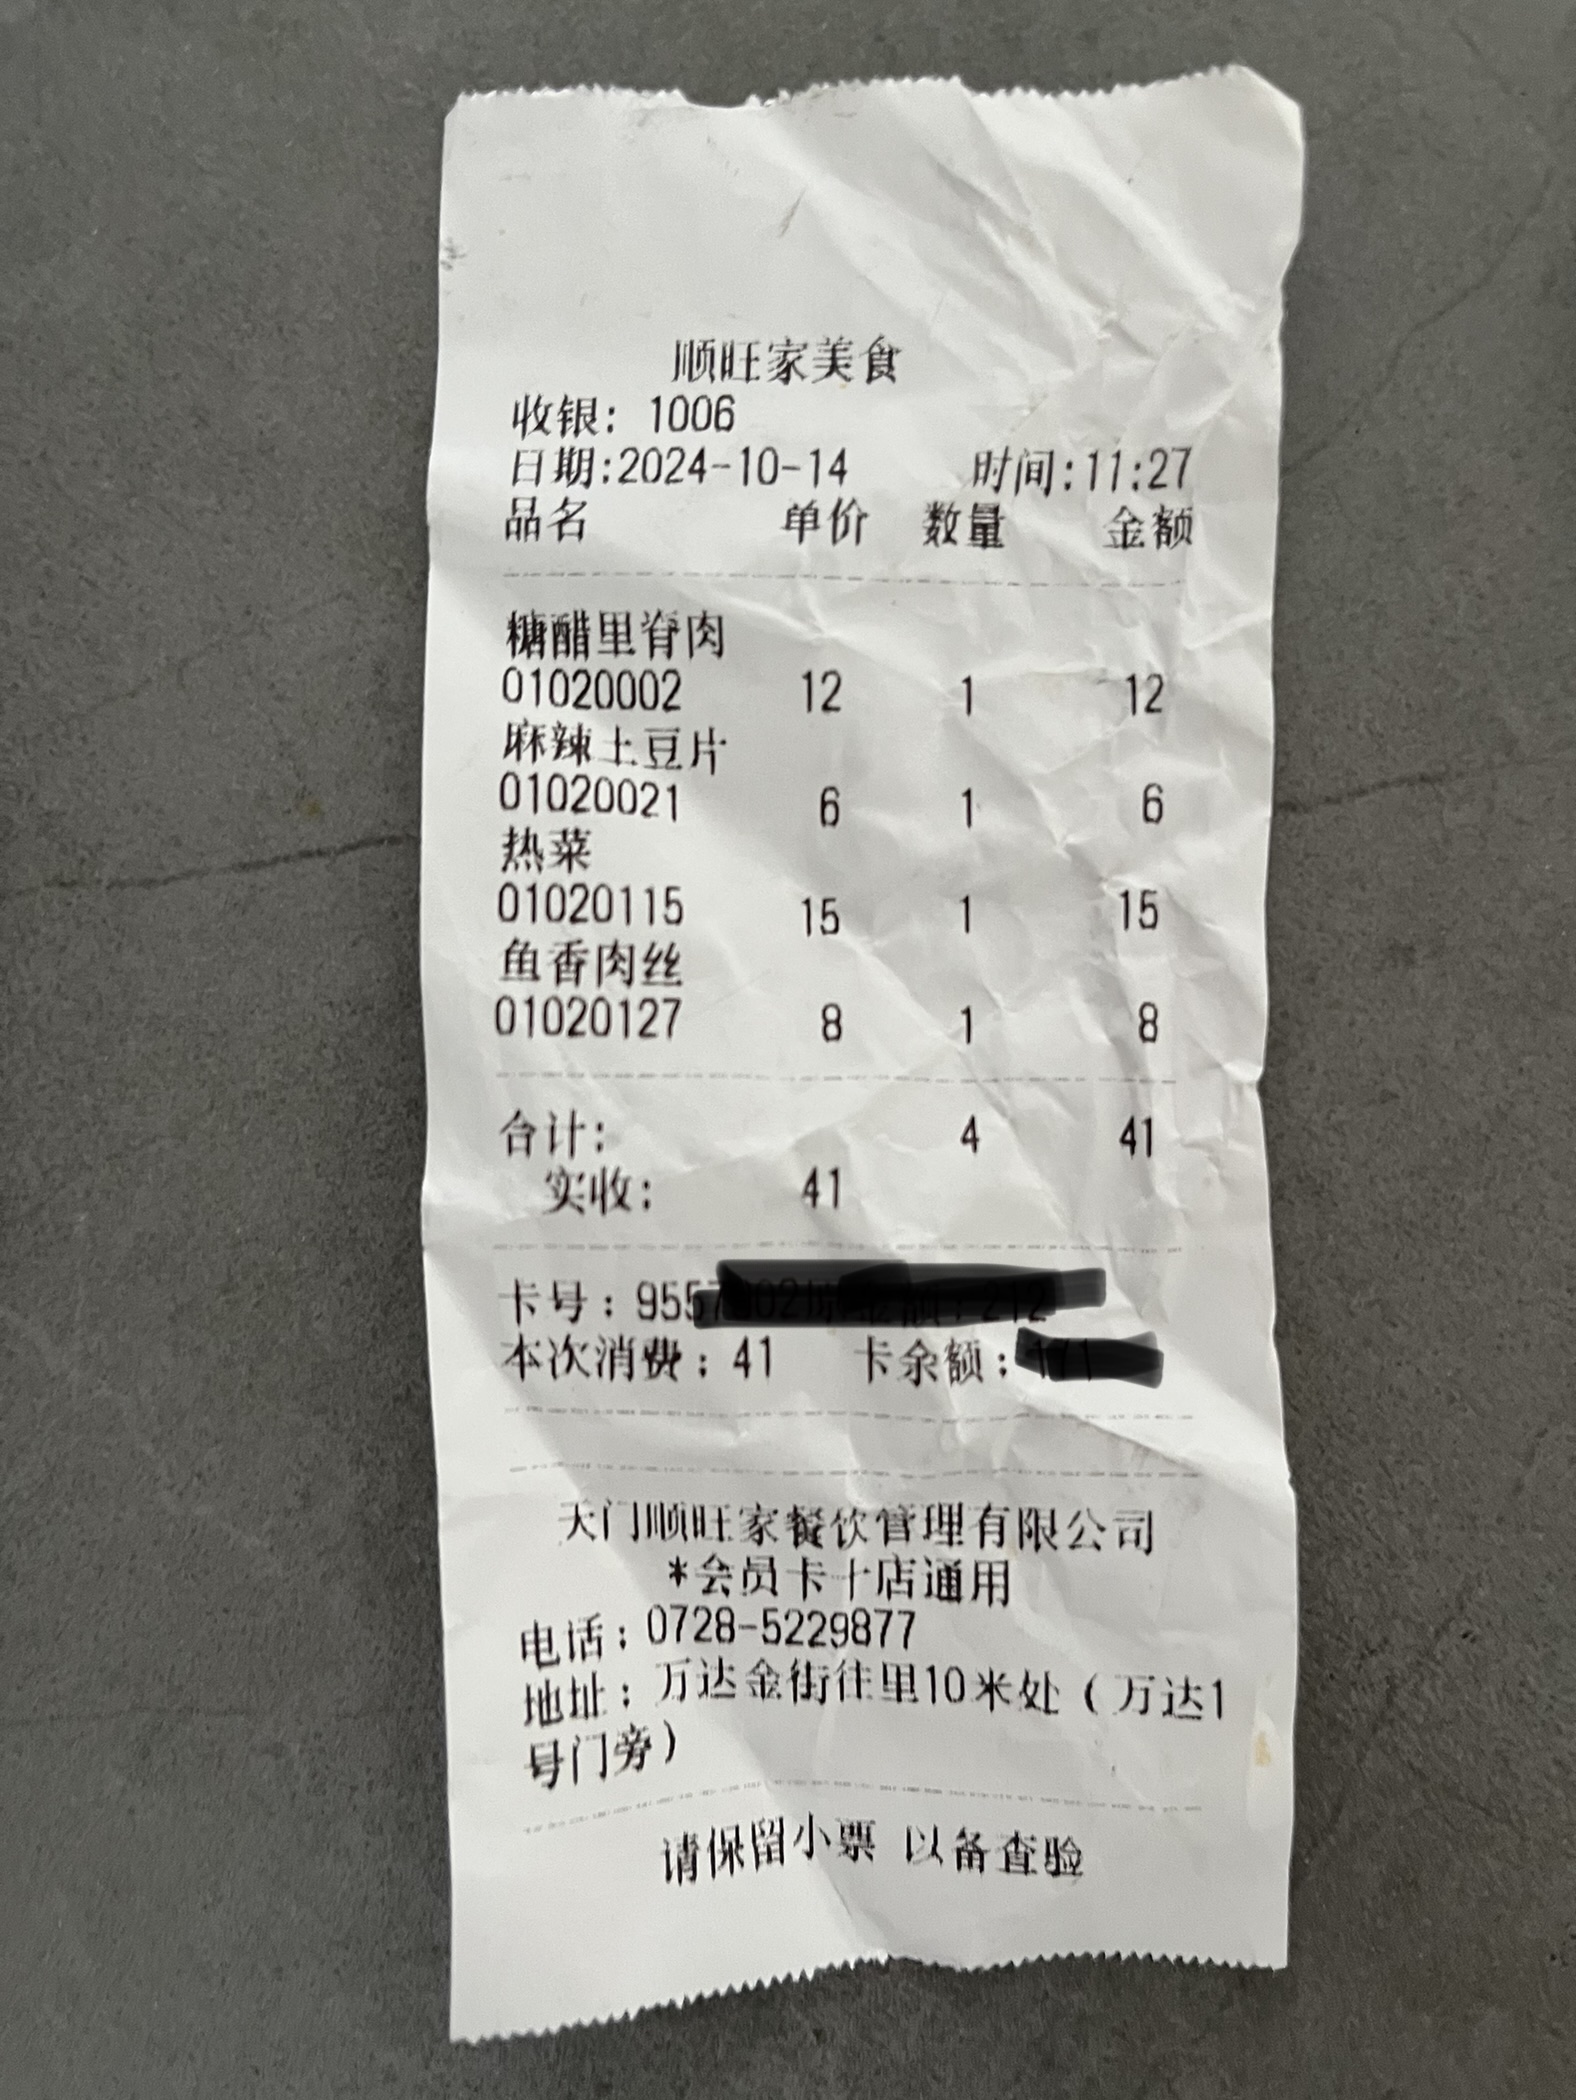 顺旺家美食
收银: 1006
日期:2024-10-14 时间:11:27
品名 单价 数量 金额
糖醋里脊肉
01020002 12 1 12
麻辣土豆片
01020021 6 1 6
热菜
01020115 15 1 15
鱼香肉丝
01020127 8 1 8
合计: 4 41
实收: 41
卡号:955
本次消费:41 卡余额:
天门顺旺家餐饮管理有限公司
*会员卡十店通用
电话:0728-5229877
地址:万达金街往里10米处(万达1
号门旁)
请保留小票 以备查验